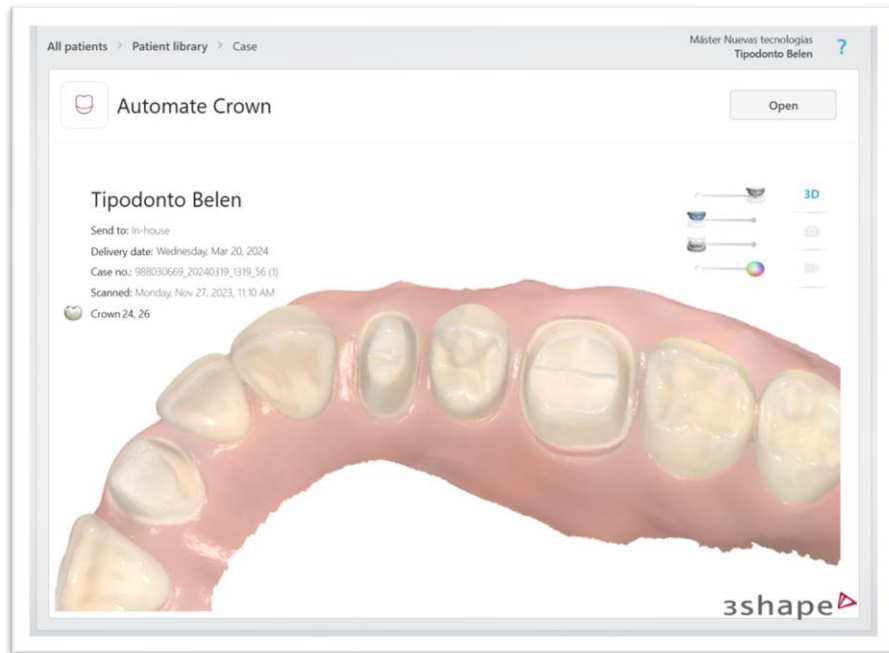 All patients > Patient library > Case
Máster Nuevas tecnologías
Tipodonto Belen
?
Automate Crown
Open
Tipodonto Belen
Send to: In-house
Delivery date: Wednesday, Mar 20, 2024
Case no.: 988030669_20240319_1319_56 (1)
Scanned: Monday, Nov 27, 2023, 11:10 AM
Crown 24, 26
3D
3shape